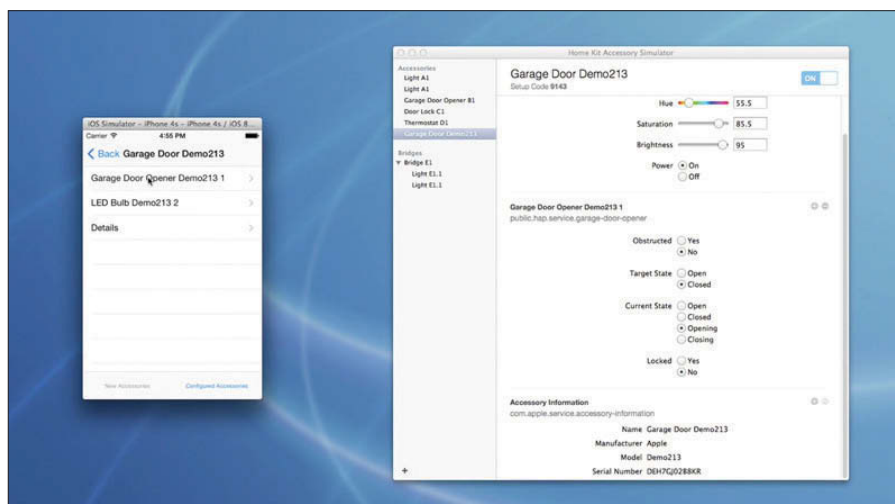 iOS Simulator – iPhone 4s – iPhone 4s / iOS 8...
Carrier 4:55 PM
Back Garage Door Demo213
Garage Door Opener Demo213 1
LED Bulb Demo213 2
Details
New Accessories Configured Accessories
Home Kit Accessory Simulator
Accessories
Light A1
Light A1
Garage Door Opener B1
Door Lock C1
Thermostat D1
Garage Door Demo213
Bridges
Bridge E1
Light E1.1
Light E1.1
+
Garage Door Demo213
Setup Code 9143
ON
Hue 55.5
Saturation 85.5
Brightness 95
Power On
Off
Garage Door Opener Demo213 1
public.hap.service.garage-door-opener
Obstructed Yes
No
Target State Open
Closed
Current State Open
Closed
Opening
Closing
Locked Yes
No
Accessory Information
com.apple.service.accessory-information
Name Garage Door Demo213
Manufacturer Apple
Model Demo213
Serial Number DEH7GJ0288KR